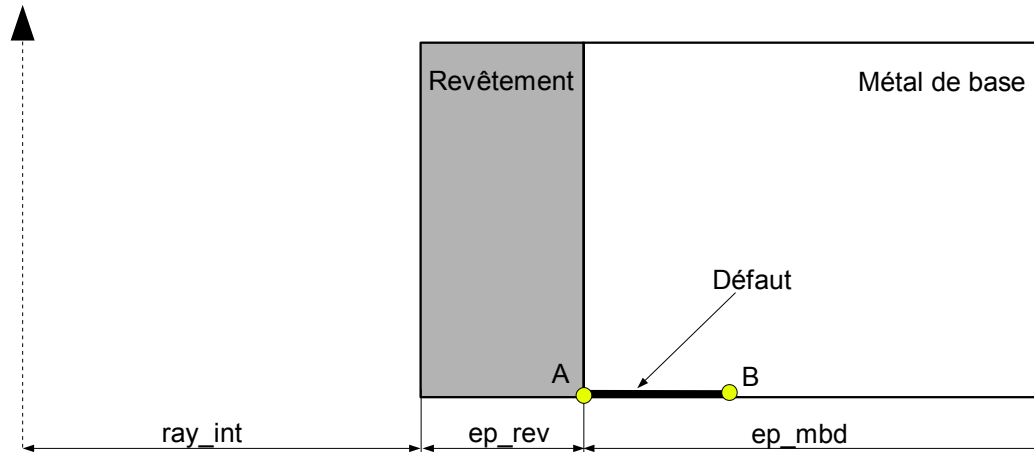 Revêtement
Métal de base
Défaut
A
B
ray_int
ep_rev
ep_mbd